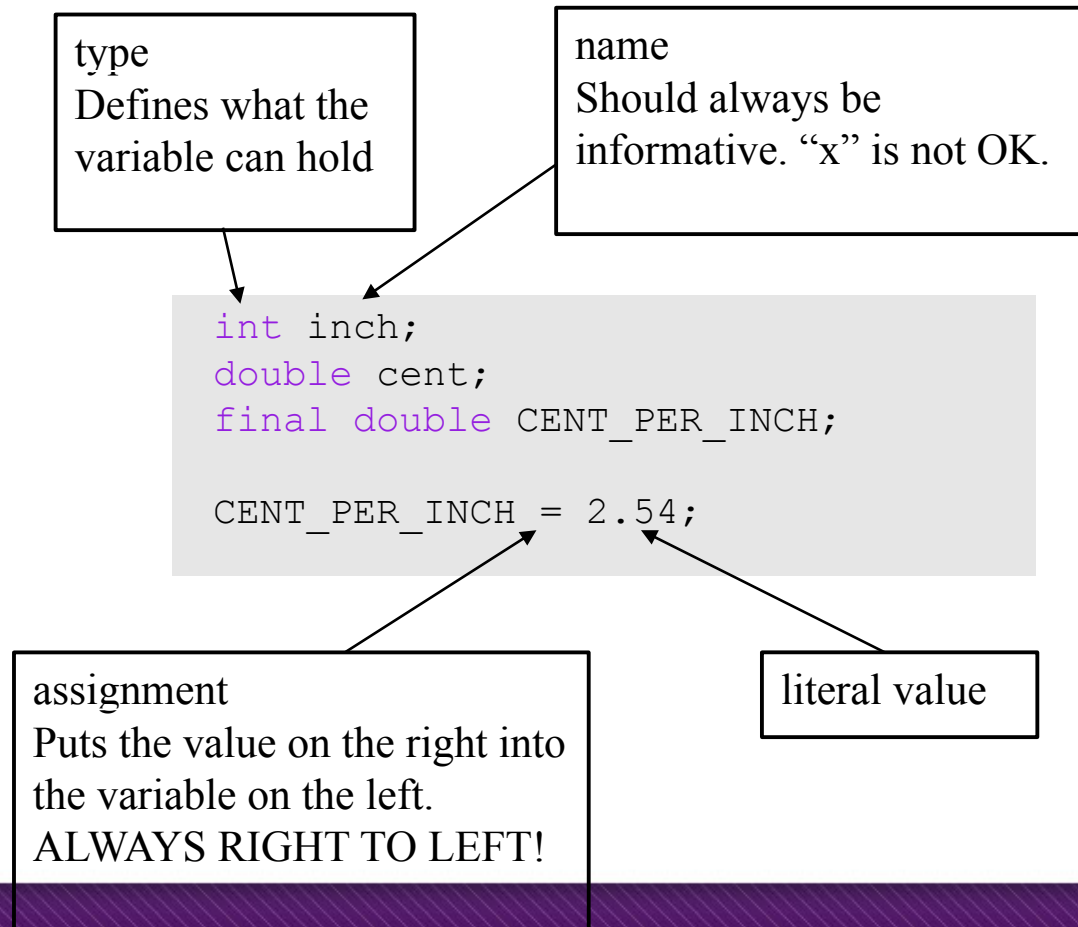 type
Defines what the
variable can hold
name
Should always be
informative. “x” is not OK.
int inch;
double cent;
final double CENT_PER_INCH;
CENT_PER_INCH = 2.54;
assignment
Puts the value on the right into
the variable on the left.
ALWAYS RIGHT TO LEFT!
literal value